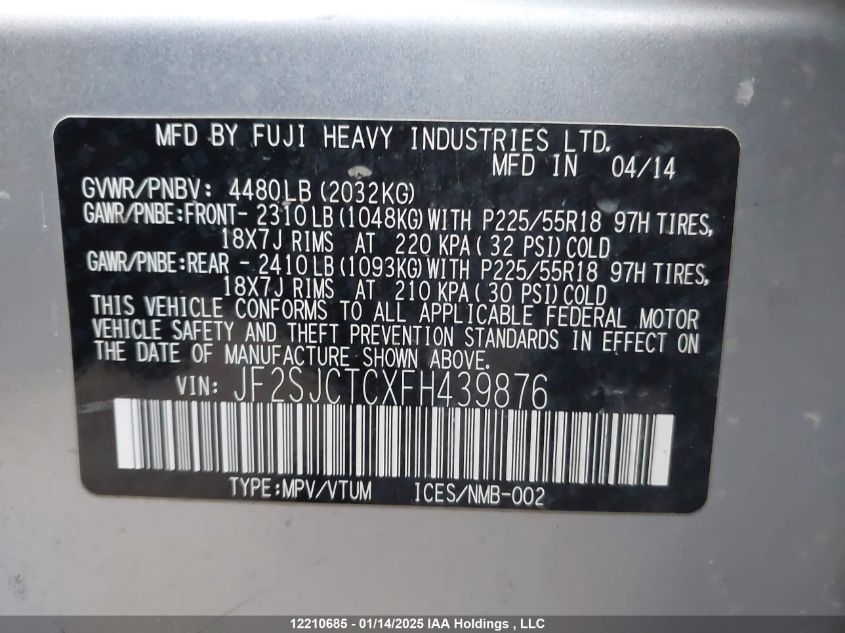 MFD BY FUJI HEAVY INDUSTRIES LTD.
MFD IN 04/14
GVWR/PNBV: 4480LB (2032KG)
GAWR/PNBE:FRONT- 2310LB (1048KG) WITH P225/55R18 97H TIRES,
18X7J RIMS AT 220 KPA ( 32 PSI) COLD
GAWR/PNBE:REAR - 2410LB (1093KG) WITH P225/55R18 97H TIRES,
18X7J RIMS AT 210 KPA ( 30 PSI) COLD
THIS VEHICLE CONFORMS TO ALL APPLICABLE FEDERAL MOTOR
VEHICLE SAFETY AND THEFT PREVENTION STANDARDS IN EFFECT ON
THE DATE OF MANUFACTURE SHOWN ABOVE.
VIN: JF2SJCTCXFH439876
TYPE:MPV/VTUM ICES/NMB-002
12210685 - 01/14/2025 IAA Holdings , LLC